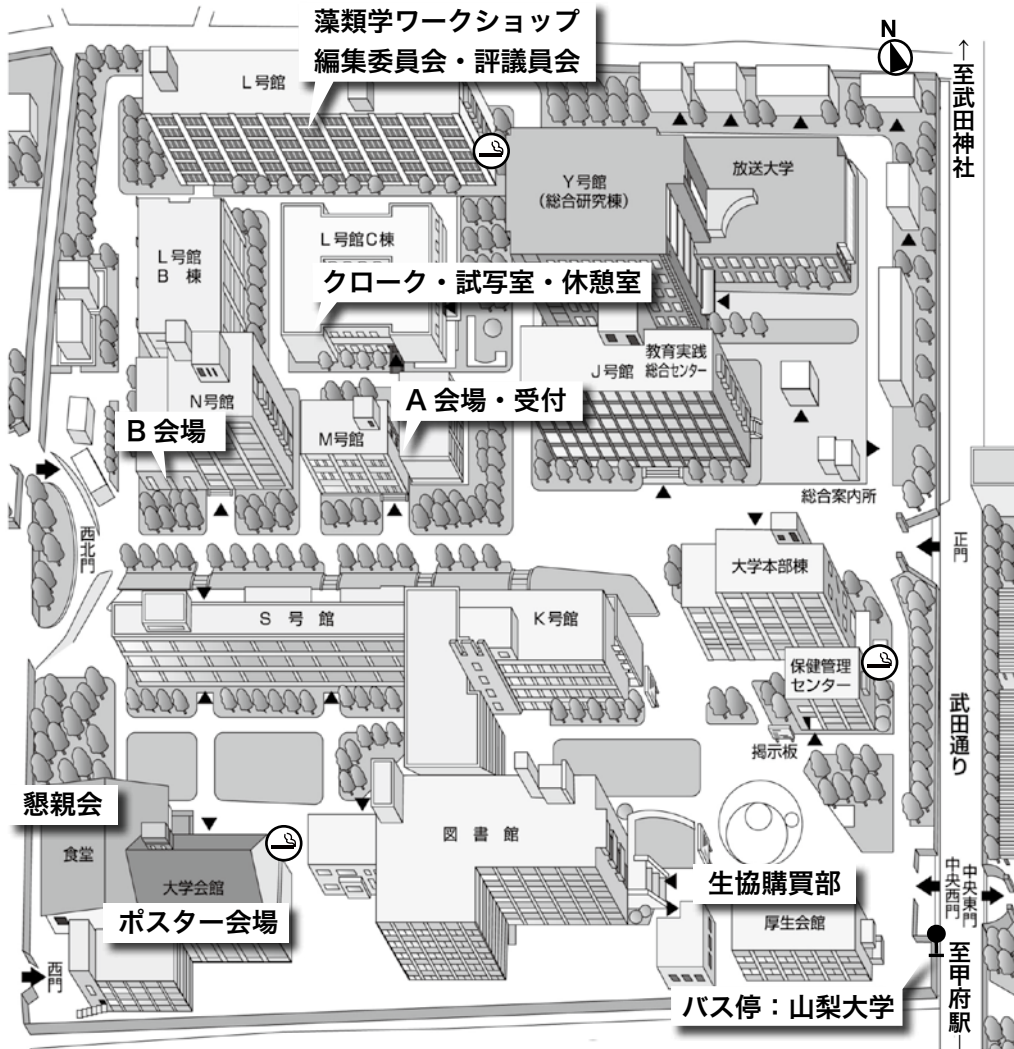 藻類学ワークショップ
編集委員会・評議員会
N
↑至武田神社
L号館
Y号館
(総合研究棟)
放送大学
L号館
B 棟
L号館C棟
クローク・試写室・休憩室
J号館
教育実践
総合センター
N号館
B 会場
M号館
A 会場・受付
総合案内所
西北門
正門
大学本部棟
S 号 館
K号館
保健管理
センター
掲示板
武田通り
懇親会
食堂
大学会館
ポスター会場
図 書 館
生協購買部
厚生会館
中央西門
中央東門
西門
バス停：山梨大学
至甲府駅